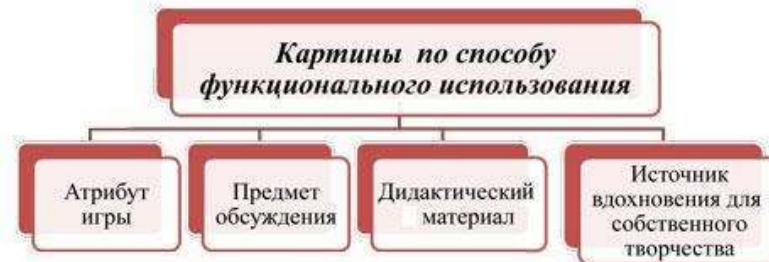 Картины по способу
функционального использования
Атрибут
игры
Предмет
обсуждения
Дидактический
материал
Источник
вдохновения для
собственного
творчества